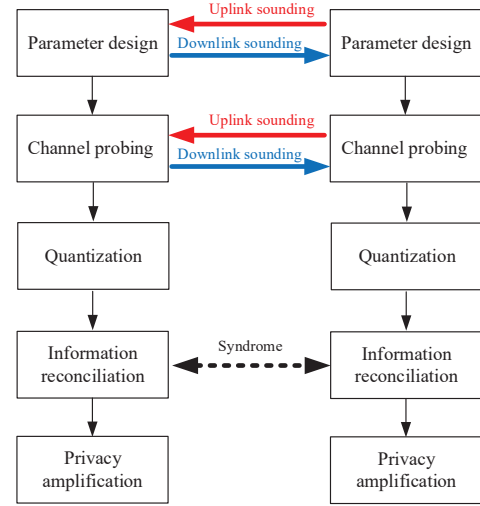 Uplink sounding
Parameter design
Downlink sounding
Parameter design
Uplink sounding
Channel probing
Downlink sounding
Channel probing
Quantization
Quantization
Information
reconciliation
Syndrome
Information
reconciliation
Privacy
amplification
Privacy
amplification